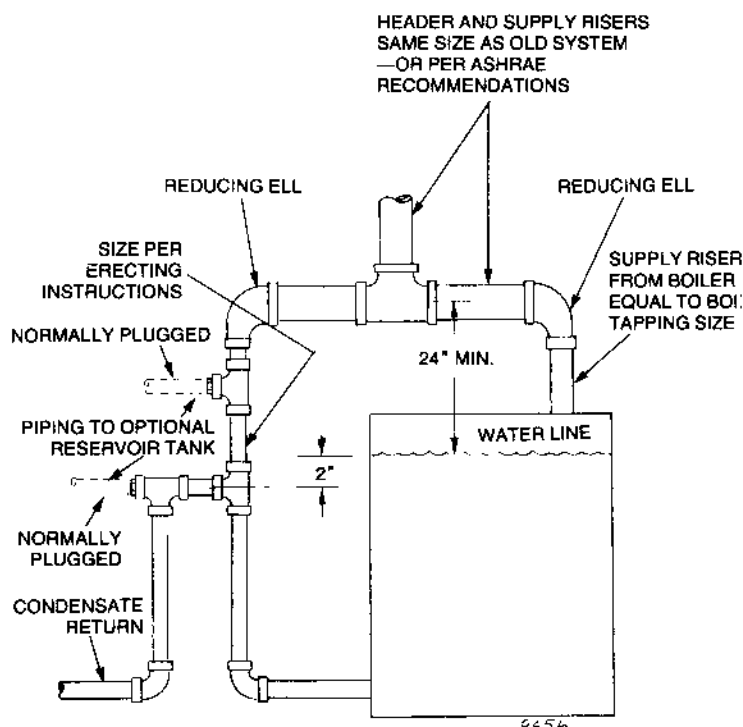 HEADER AND SUPPLY RISERS
SAME SIZE AS OLD SYSTEM
—OR PER ASHRAE
RECOMMENDATIONS
REDUCING ELL
REDUCING ELL
SIZE PER
ERECTING
INSTRUCTIONS
SUPPLY RISER
FROM BOILER
EQUAL TO BOI
TAPPING SIZE
NORMALLY PLUGGED
24" MIN.
PIPING TO OPTIONAL
RESERVOIR TANK
WATER LINE
2"
NORMALLY
PLUGGED
CONDENSATE
RETURN